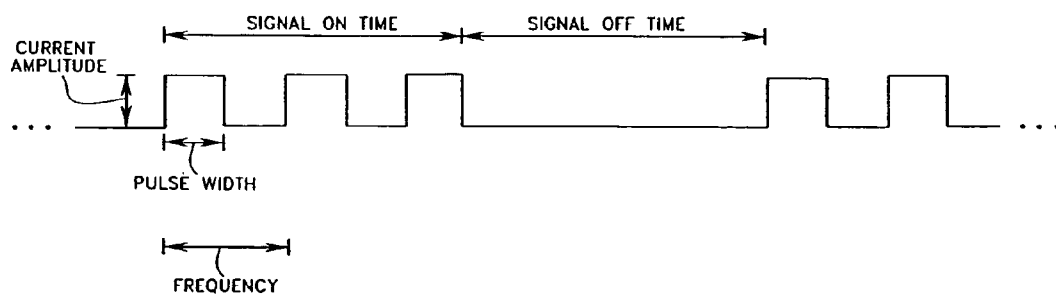 SIGNAL ON TIME
SIGNAL OFF TIME
CURRENT
AMPLITUDE
...
...
PULSE WIDTH
FREQUENCY